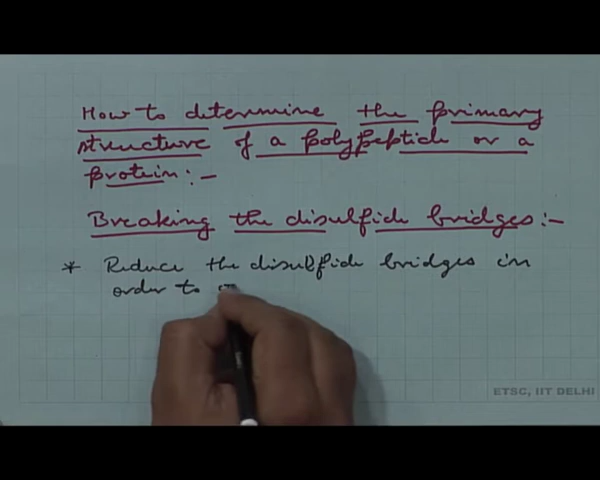 How to determine the primary
structure of a polypeptide or a
protein:-
Breaking the disulfide bridges:-
* Reduce the disulfide bridges in
order to
ETSC, IIT DELHI